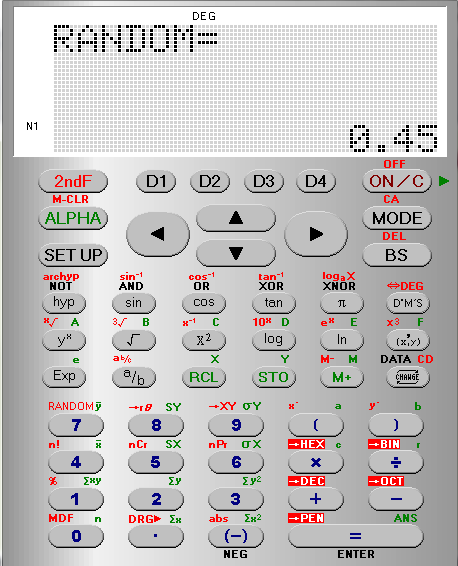 DEG
RANDOM=
N1
0.45
OFF
2ndF D1 D2 D3 D4 ON/C
M-CLR CA
ALPHA MODE
DEL
SET UP BS
archyp sin⁻¹ cos⁻¹ tan⁻¹ logₐX ⇔DEG
NOT AND OR XOR XNOR
hyp sin cos tan π D°M'S
ˣ√ A ³√ B x⁻¹ C 10ˣ D eˣ E x³ F
yˣ √ X² log ln (x,y)
e a b/c X Y M- M DATA CD
Exp a/b RCL STO M+ CHANGE
RANDOM ȳ →rθ SY →XY σY x' a y' b
7 8 9 ( )
n! x̄ nCr SX nPr σX →HEX c →BIN r
4 5 6 × ÷
% Σxy Σy Σy² →DEC →OCT
1 2 3 + −
MDF n DRG▶ Σx abs Σx² →PEN ANS
0 · (−) =
NEG ENTER